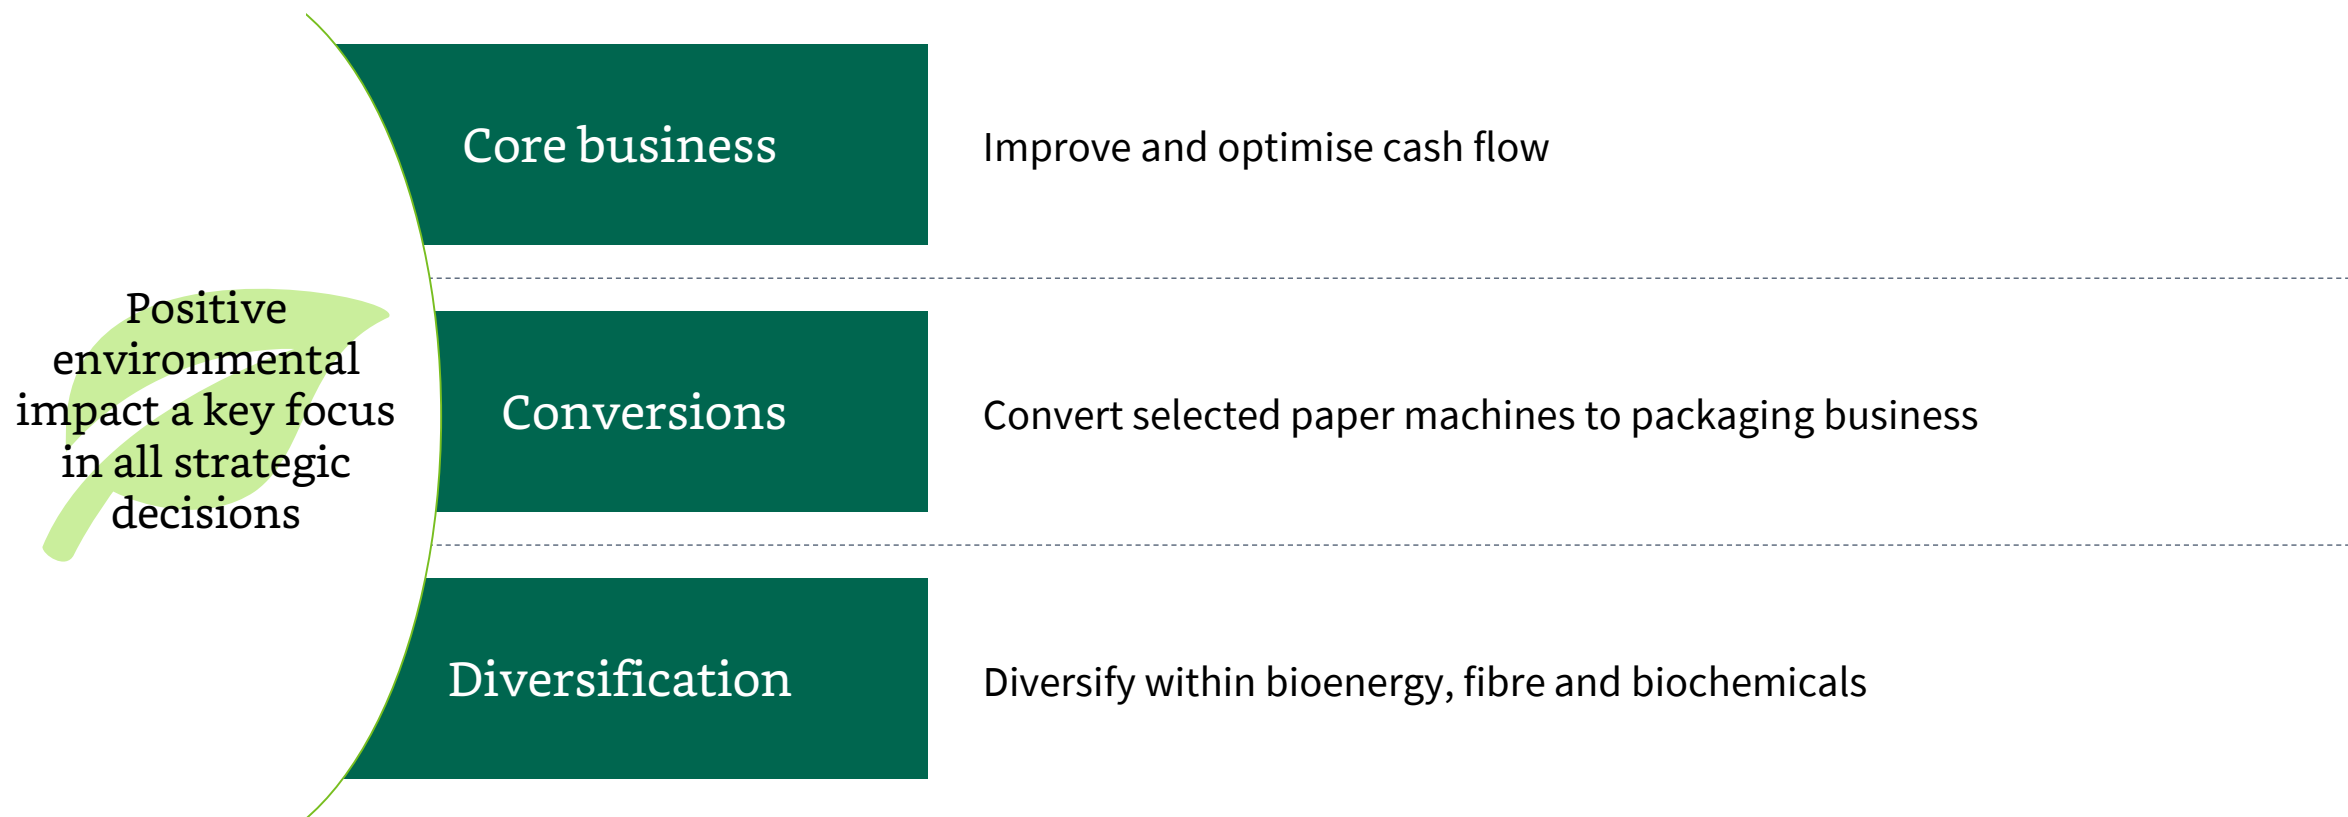 Positive
environmental
impact a key focus
in all strategic
decisions
Core business
Improve and optimise cash flow
Conversions
Convert selected paper machines to packaging business
Diversification
Diversify within bioenergy, fibre and biochemicals